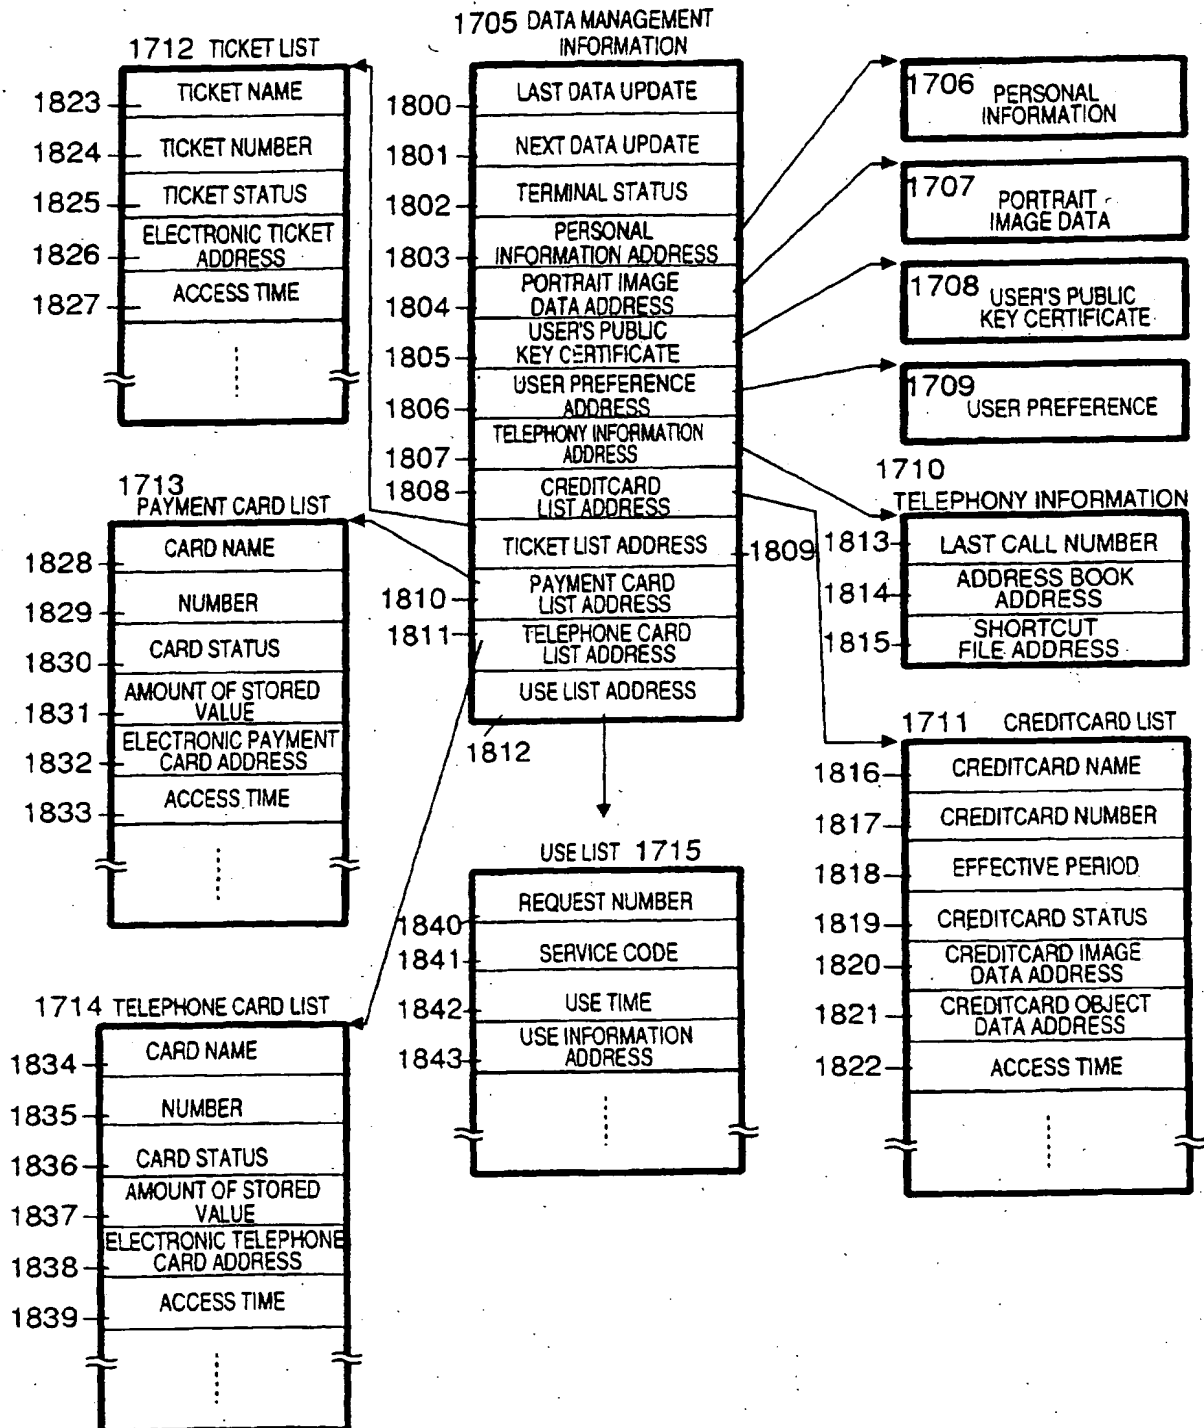 1705 DATA MANAGEMENT
INFORMATION
1800
LAST DATA UPDATE
1801
NEXT DATA UPDATE
1802
TERMINAL STATUS
1803
PERSONAL
INFORMATION ADDRESS
1804
PORTRAIT IMAGE
DATA ADDRESS
1805
USER'S PUBLIC
KEY CERTIFICATE
1806
USER PREFERENCE
ADDRESS
1807
TELEPHONY INFORMATION
ADDRESS
1808
CREDITCARD
LIST ADDRESS
TICKET LIST ADDRESS
1809
1810
PAYMENT CARD
LIST ADDRESS
1811
TELEPHONE CARD
LIST ADDRESS
USE LIST ADDRESS
1812
1712 TICKET LIST
1823
TICKET NAME
1824
TICKET NUMBER
1825
TICKET STATUS
1826
ELECTRONIC TICKET
ADDRESS
1827
ACCESS TIME
1713
PAYMENT CARD LIST
1828
CARD NAME
1829
NUMBER
1830
CARD STATUS
1831
AMOUNT OF STORED
VALUE
1832
ELECTRONIC PAYMENT
CARD ADDRESS
1833
ACCESS TIME
1714 TELEPHONE CARD LIST
1834
CARD NAME
1835
NUMBER
1836
CARD STATUS
1837
AMOUNT OF STORED
VALUE
1838
ELECTRONIC TELEPHONE
CARD ADDRESS
1839
ACCESS TIME
USE LIST 1715
1840
REQUEST NUMBER
1841
SERVICE CODE
1842
USE TIME
1843
USE INFORMATION
ADDRESS
1706
PERSONAL
INFORMATION
1707
PORTRAIT
IMAGE DATA
1708
USER'S PUBLIC
KEY CERTIFICATE
1709
USER PREFERENCE
1710
TELEPHONY INFORMATION
1813
LAST CALL NUMBER
1814
ADDRESS BOOK
ADDRESS
1815
SHORTCUT
FILE ADDRESS
1711 CREDITCARD LIST
1816
CREDITCARD NAME
1817
CREDITCARD NUMBER
1818
EFFECTIVE PERIOD
1819
CREDITCARD STATUS
1820
CREDITCARD IMAGE
DATA ADDRESS
1821
CREDITCARD OBJECT
DATA ADDRESS
1822
ACCESS TIME